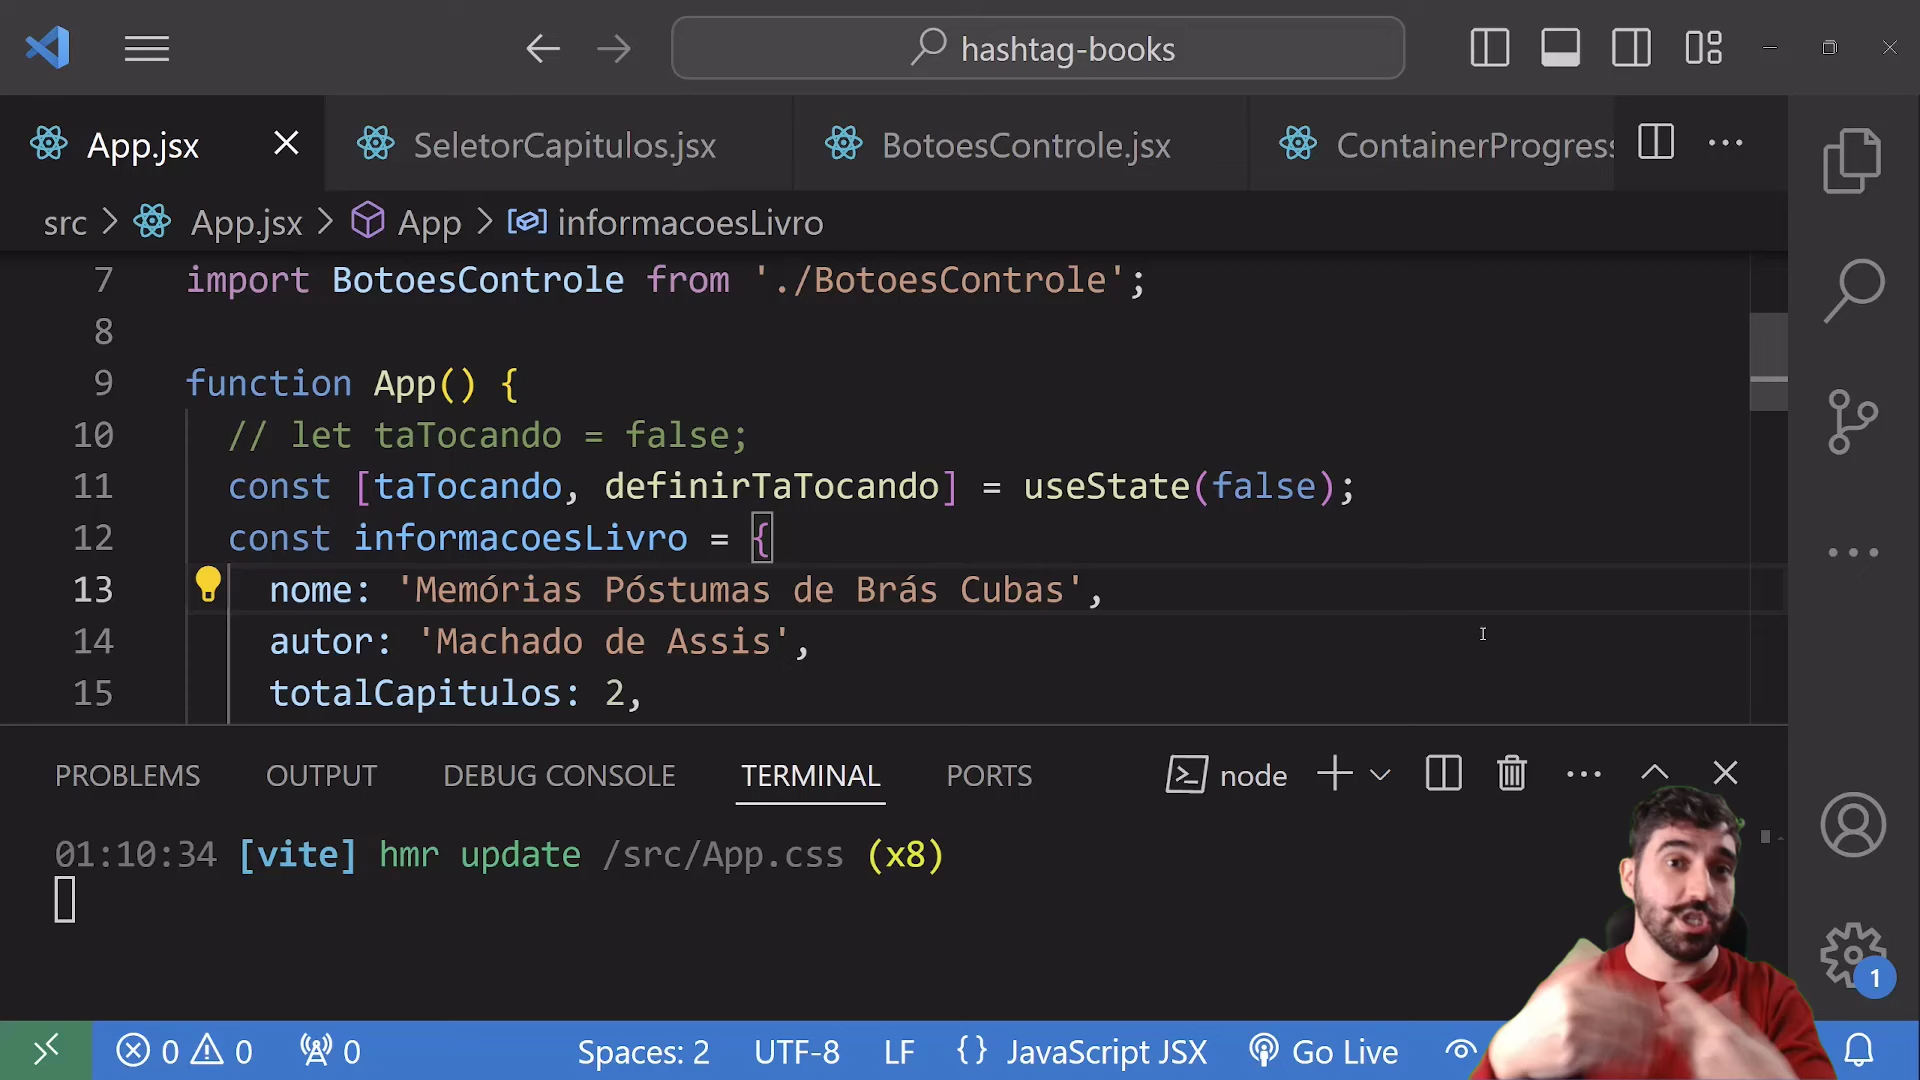 hashtag-books
App.jsx
SeletorCapitulos.jsx
BotoesControle.jsx
ContainerProgress
src > App.jsx > App > informacoesLivro
7 import BotoesControle from './BotoesControle';
8
9 function App() {
10 // let taTocando = false;
11 const [taTocando, definirTaTocando] = useState(false);
12 const informacoesLivro = {
13 nome: 'Memórias Póstumas de Brás Cubas',
14 autor: 'Machado de Assis',
15 totalCapitulos: 2,
PROBLEMS OUTPUT DEBUG CONSOLE TERMINAL PORTS node
01:10:34 [vite] hmr update /src/App.css (x8)
1
0 0 0 Spaces: 2 UTF-8 LF {} JavaScript JSX Go Live